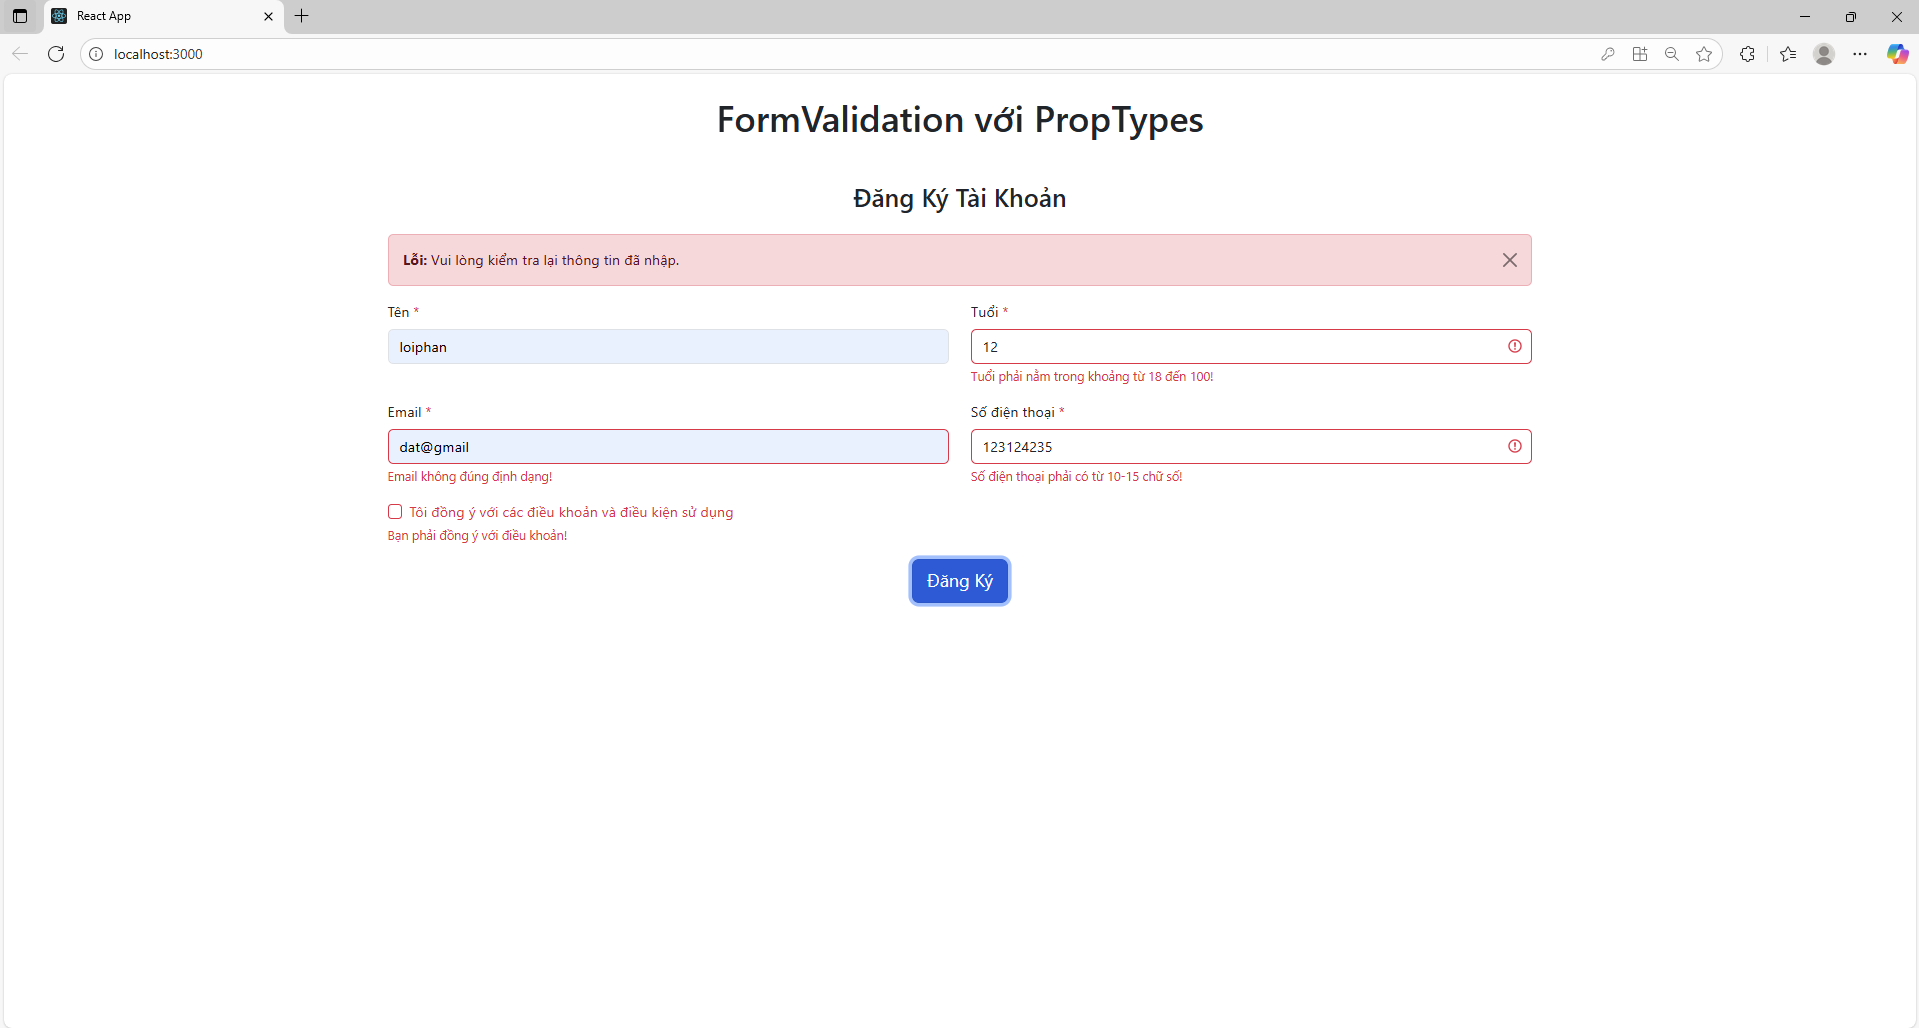 React App
localhost:3000
FormValidation với PropTypes
Đăng Ký Tài Khoản
Lỗi: Vui lòng kiểm tra lại thông tin đã nhập.
Tên *
Tuổi *
loiphan
12
Tuổi phải nằm trong khoảng từ 18 đến 100!
Email *
Số điện thoại *
dat@gmail
123124235
Email không đúng định dạng!
Số điện thoại phải có từ 10-15 chữ số!
Tôi đồng ý với các điều khoản và điều kiện sử dụng
Bạn phải đồng ý với điều khoản!
Đăng Ký